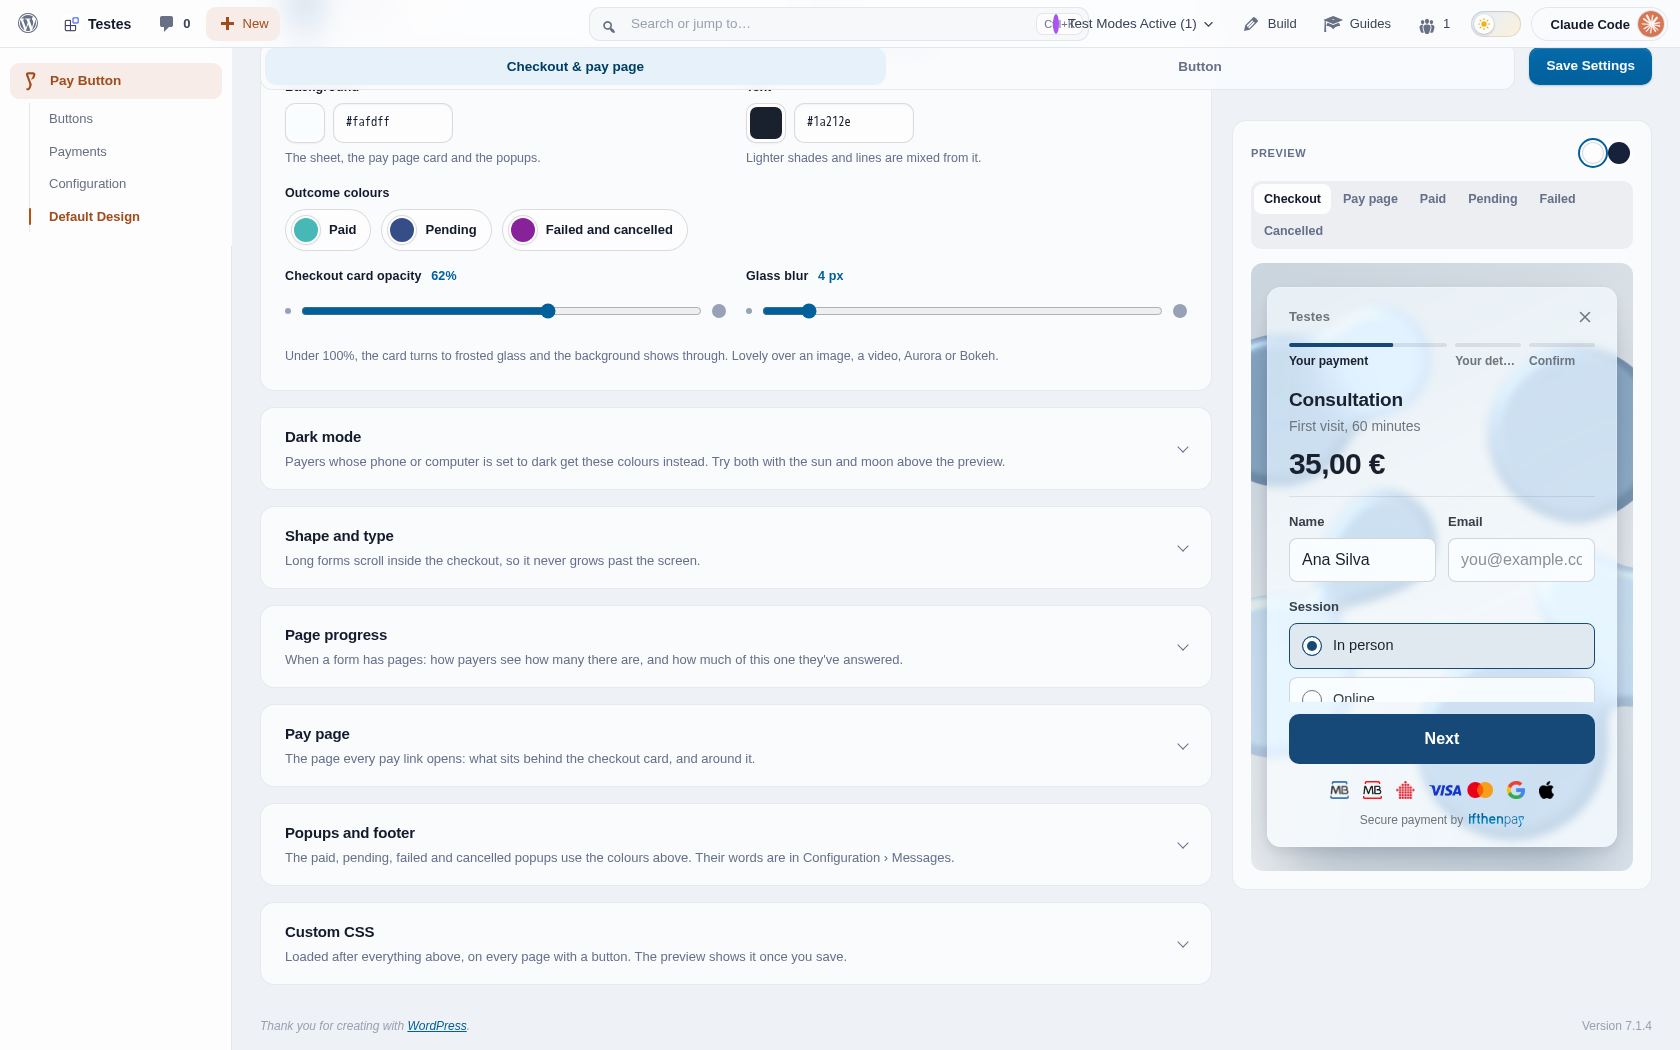 Testes
0
New
Search or jump to…
Test Modes Active (1)
Build
Guides
1
Claude Code
Pay Button
Buttons
Payments
Configuration
Default Design
Checkout & pay page
Button
Save Settings
Background
Text
#fafdff
#1a212e
The sheet, the pay page card and the popups.
Lighter shades and lines are mixed from it.
Outcome colours
Paid
Pending
Failed and cancelled
Checkout card opacity 62%
Glass blur 4 px
Under 100%, the card turns to frosted glass and the background shows through. Lovely over an image, a video, Aurora or Bokeh.
Dark mode
Payers whose phone or computer is set to dark get these colours instead. Try both with the sun and moon above the preview.
Shape and type
Long forms scroll inside the checkout, so it never grows past the screen.
Page progress
When a form has pages: how payers see how many there are, and how much of this one they've answered.
Pay page
The page every pay link opens: what sits behind the checkout card, and around it.
Popups and footer
The paid, pending, failed and cancelled popups use the colours above. Their words are in Configuration › Messages.
Custom CSS
Loaded after everything above, on every page with a button. The preview shows it once you save.
PREVIEW
Checkout
Pay page
Paid
Pending
Failed
Cancelled
Testes
Your payment
Your det…
Confirm
Consultation
First visit, 60 minutes
35,00 €
Name
Email
Ana Silva
you@example.cc
Session
In person
Online
Next
MB MB VISA G
Secure payment by ifthenpay
Thank you for creating with WordPress.
Version 7.1.4